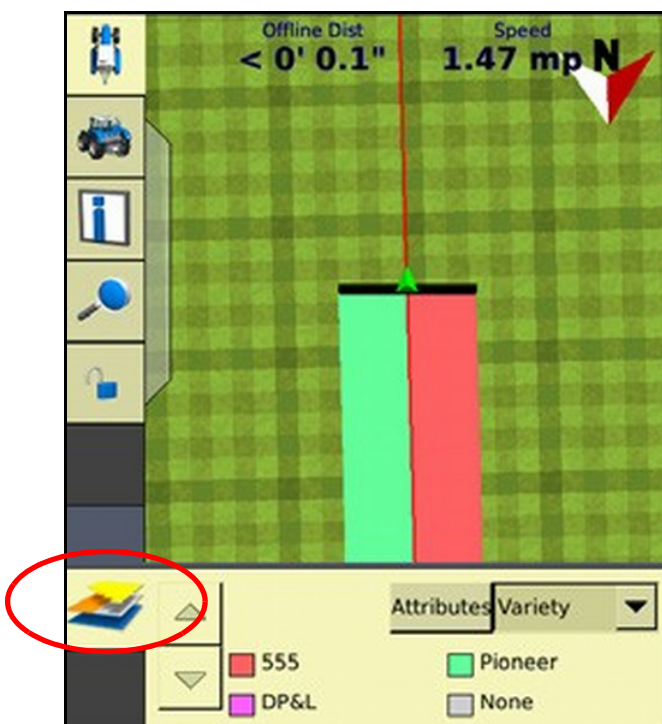 Offline Dist
Speed
< 0' 0.1"
1.47 mp
N
Attributes
Variety
555
Pioneer
DP&L
None